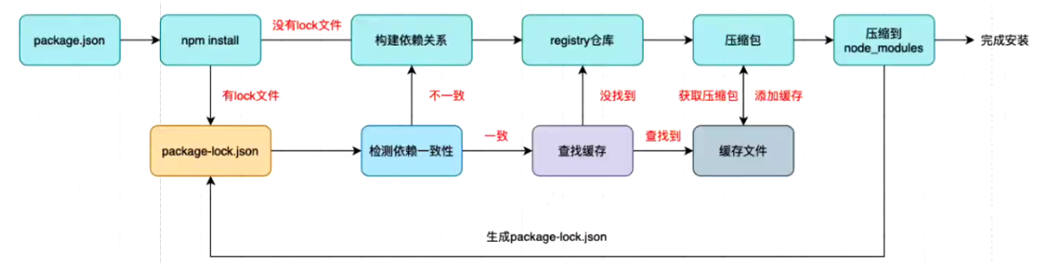 没有lock文件
package.json
npm install
构建依赖关系
registry仓库
压缩包
压缩到
node_modules
完成安装
有lock文件
不一致
没找到
获取压缩包
添加缓存
package-lock.json
检测依赖一致性
一致
查找缓存
查找到
缓存文件
生成package-lock.json